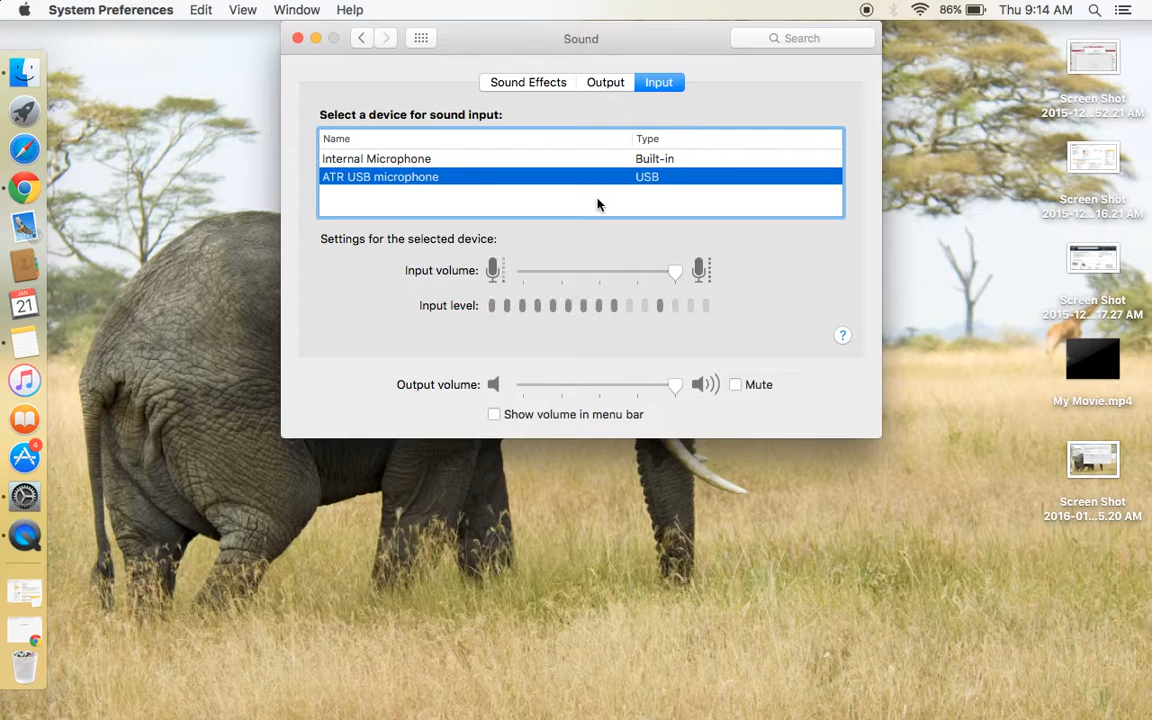 System Preferences Edit View Window Help 86% Thu 9:14 AM
Sound
Search
Sound Effects Output Input
Select a device for sound input:
Name Type
Internal Microphone Built-in
ATR USB microphone USB
Settings for the selected device:
Input volume:
Input level:
?
Output volume: Mute
Show volume in menu bar
Screen Shot
2015-12....52.21 AM
Screen Shot
2015-12...16.21 AM
Screen Shot
2015-12...17.27 AM
My Movie.mp4
Screen Shot
2016-01...5.20 AM
JAN
21
4